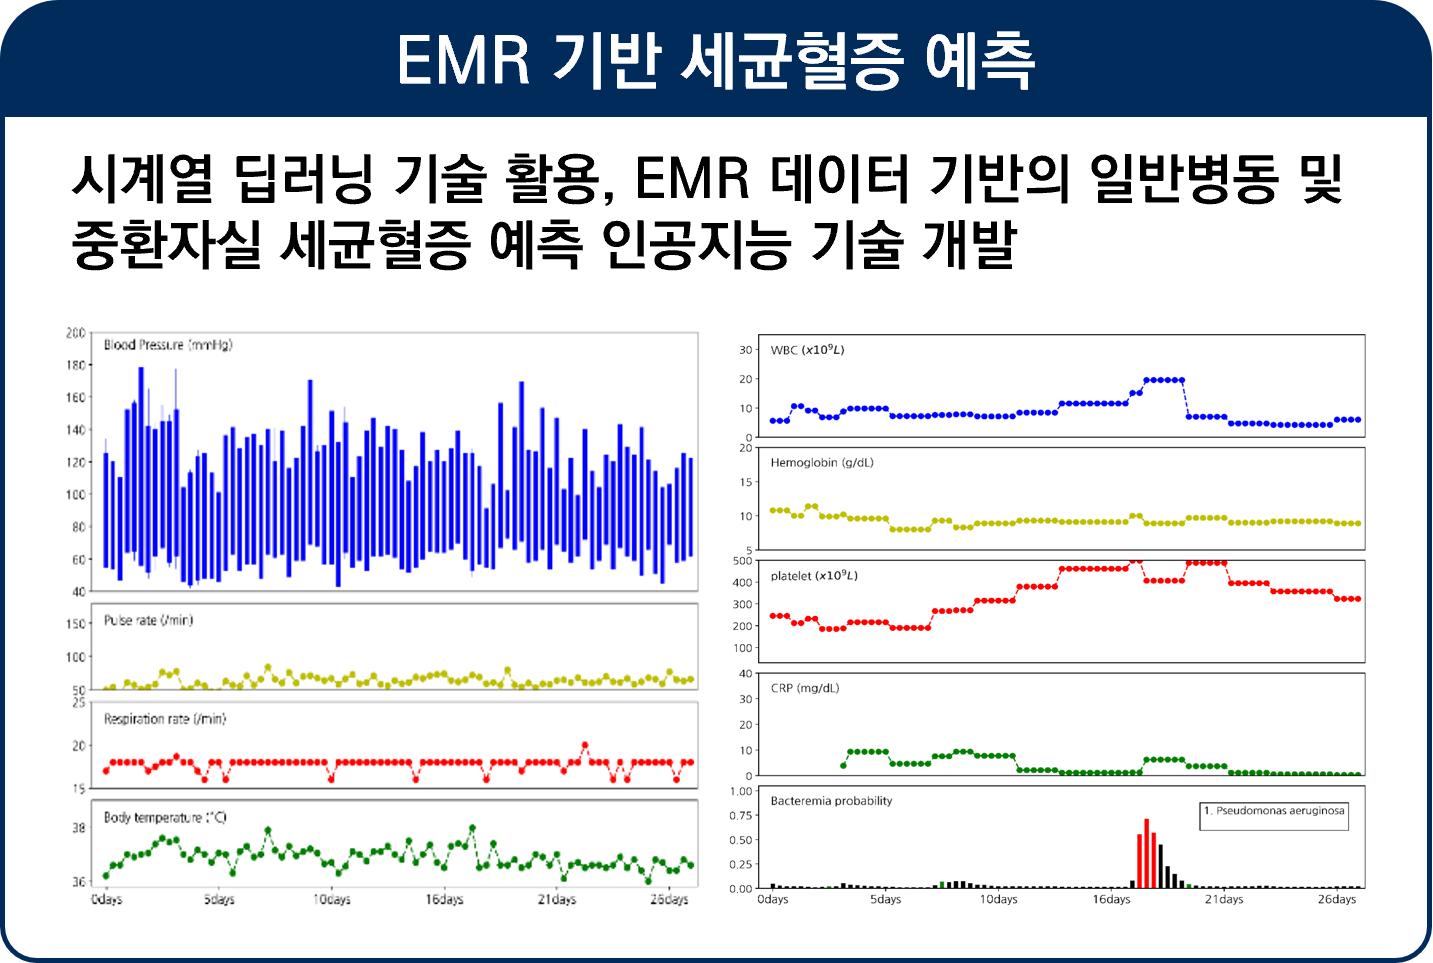 EMR 기반 세균혈증 예측
시계열 딥러닝 기술 활용, EMR 데이터 기반의 일반병동 및
중환자실 세균혈증 예측 인공지능 기술 개발
Blood Pressure (mmHg)
200
180
160
140
120
100
80
60
40
Pulse rate (/min)
150
100
50
Respiration rate (/min)
25
20
15
Body temperature (°C)
38
36
0days 5days 10days 16days 21days 26days
WBC (x10⁹L)
30
20
10
0
Hemoglobin (g/dL)
20
15
10
5
platelet (x10⁹L)
500
400
300
200
100
CRP (mg/dL)
40
30
20
10
0
Bacteremia probability
1. Pseudomonas aeruginosa
1.00
0.75
0.50
0.25
0.00
0days 5days 10days 16days 21days 26days